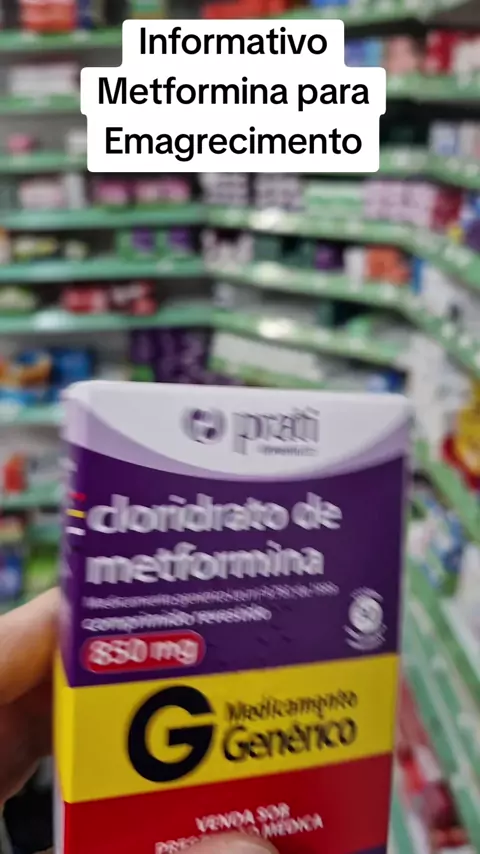 Informativo
Metformina para
Emagrecimento
prati
cloridrato de
metformina
comprimido revestido
850 mg
G Medicamento
Genérico
VENDA SOB
MÉDICA